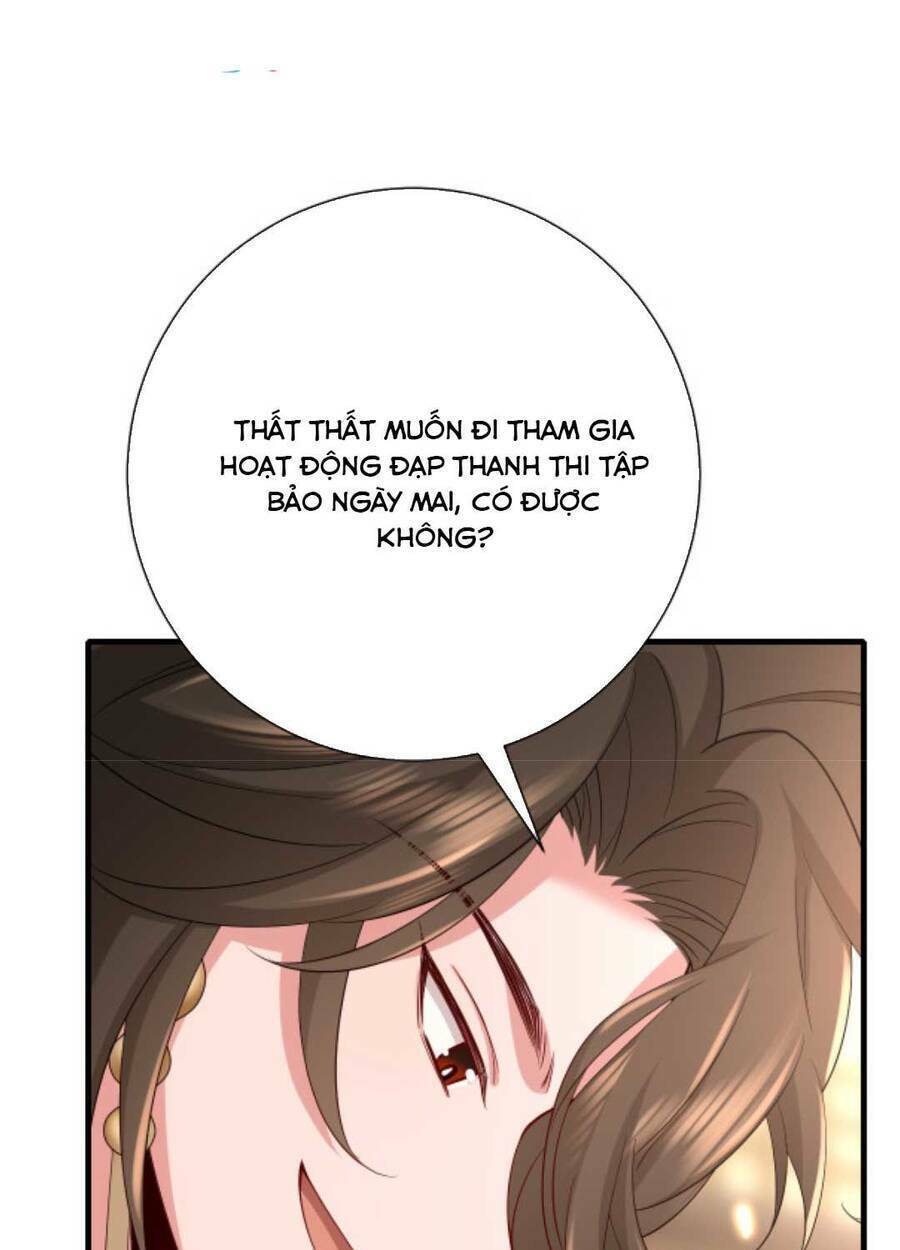 THẤT THẤT MUỐN ĐI THAM GIA
HOẠT ĐỘNG ĐẠP THANH THI TẬP
BẢO NGÀY MAI, CÓ ĐƯỢC
KHÔNG?